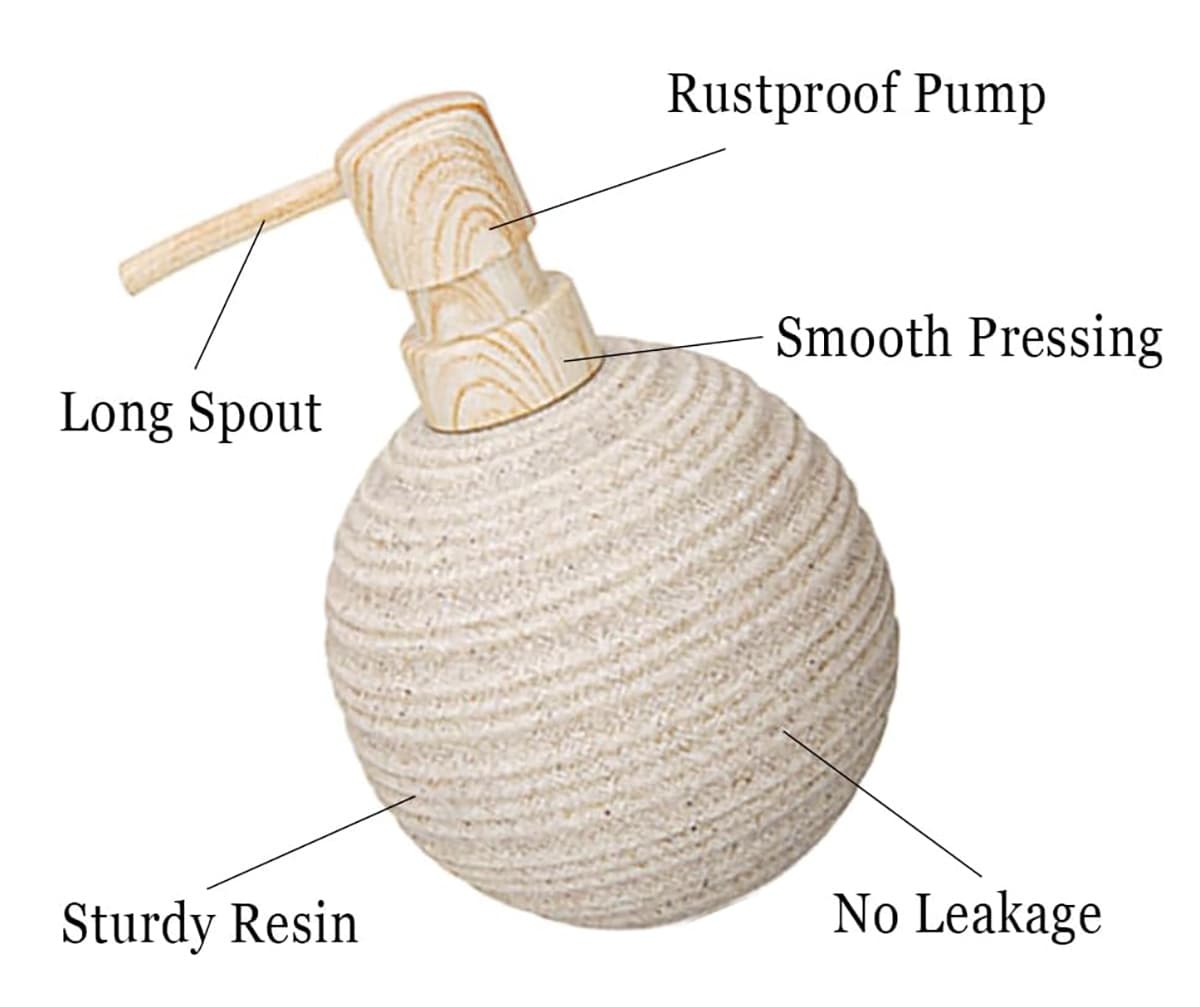 Rustproof Pump
Smooth Pressing
Long Spout
Sturdy Resin
No Leakage